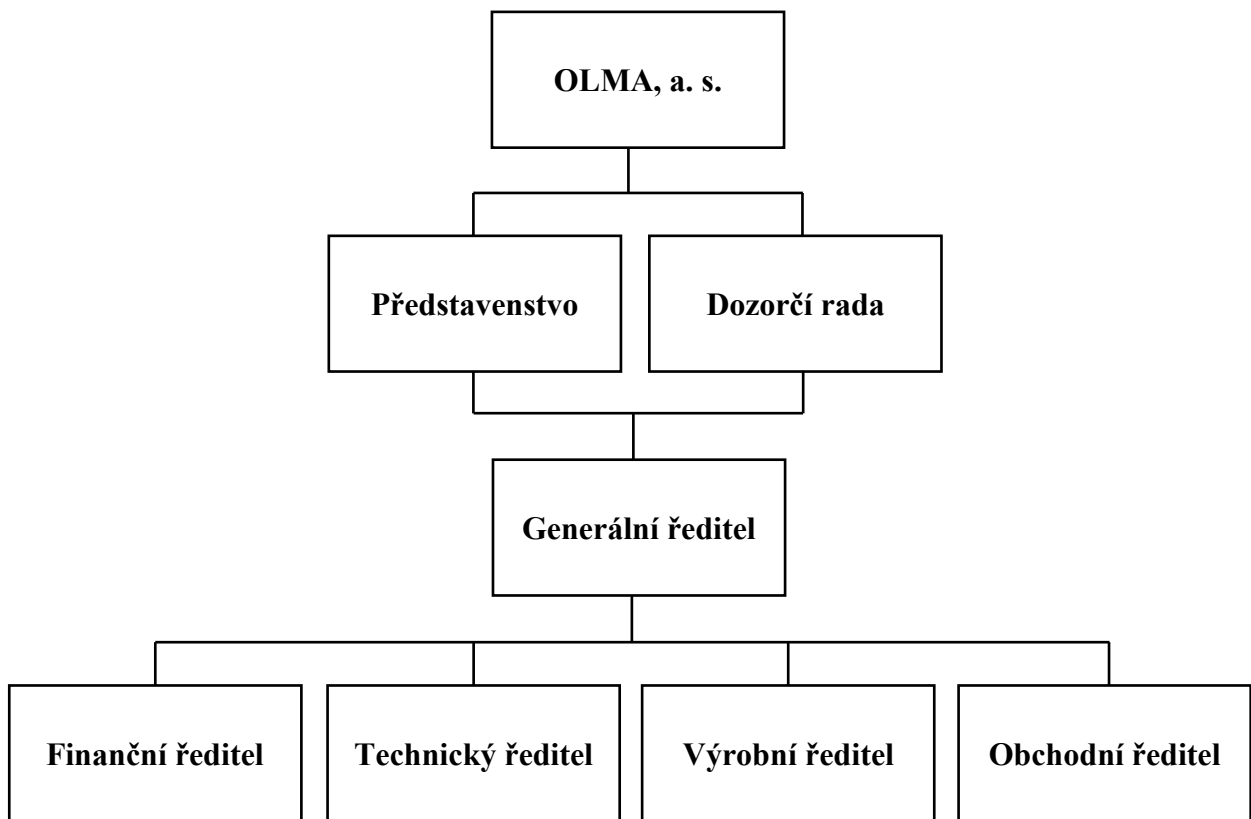 OLMA, a. s.
Představenstvo
Dozorčí rada
Generální ředitel
Finanční ředitel
Technický ředitel
Výrobní ředitel
Obchodní ředitel